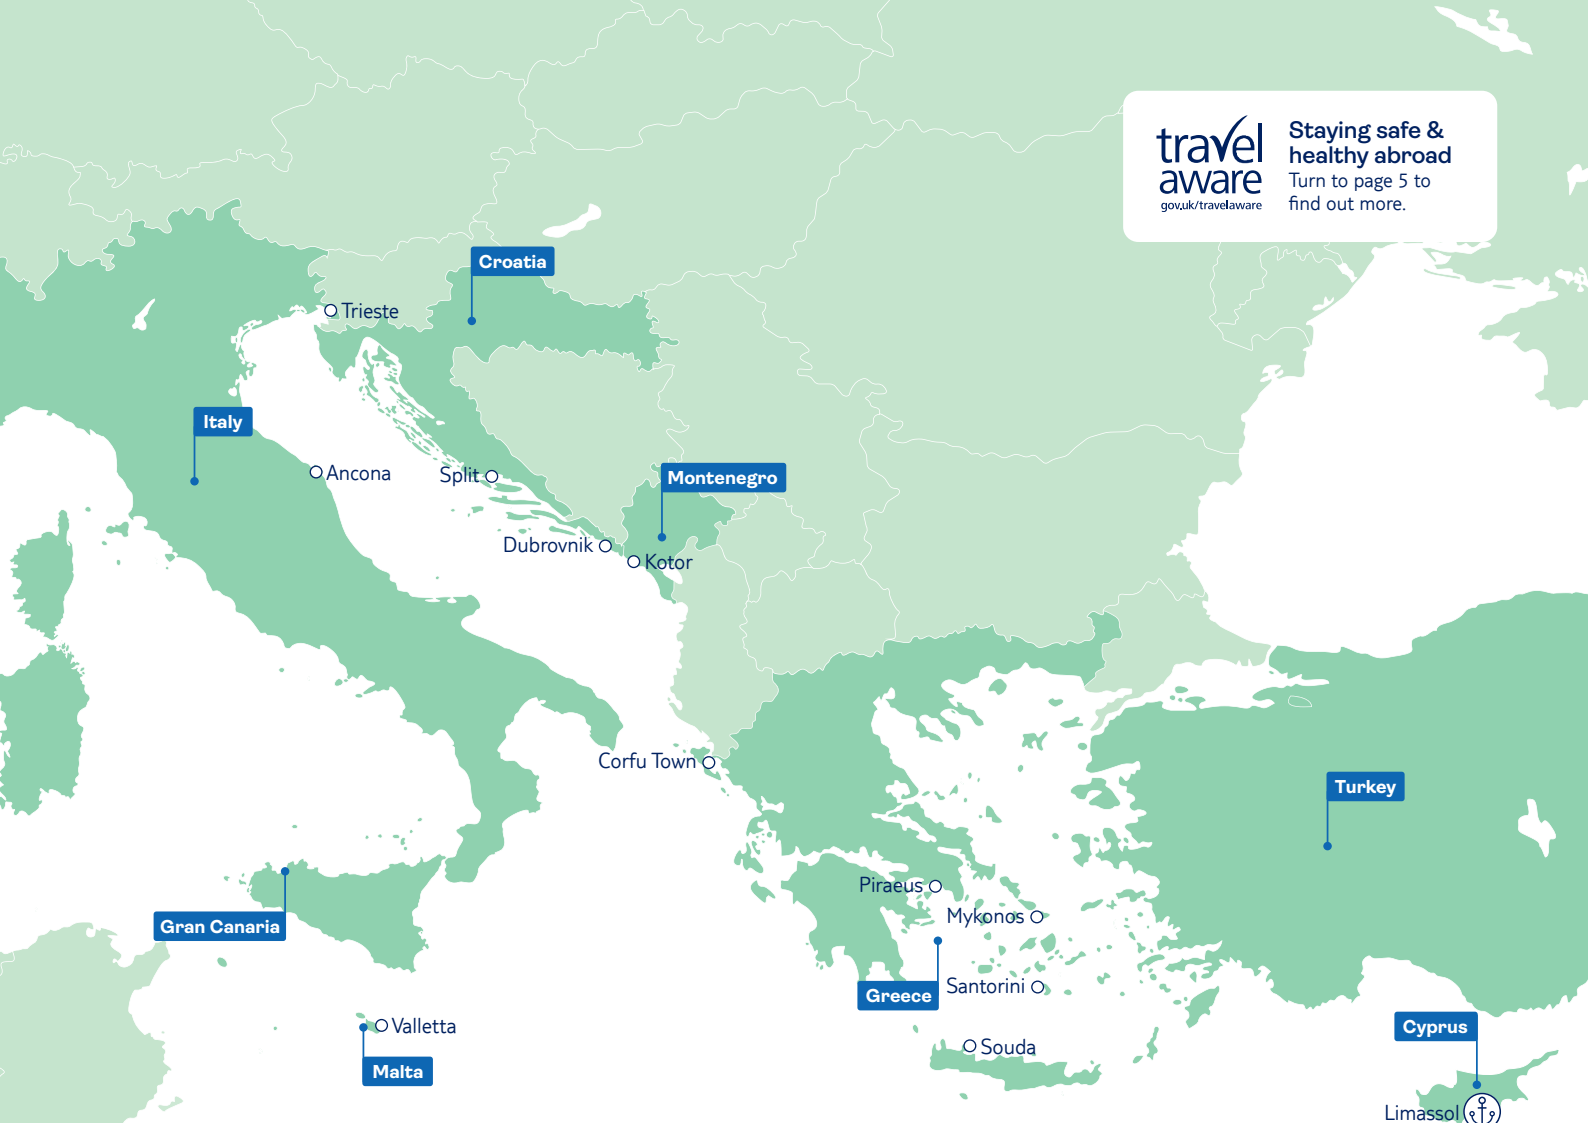 travel
aware
gov.uk/travelaware
Staying safe &
healthy abroad
Turn to page 5 to
find out more.
Croatia
Trieste
Italy
Ancona
Split
Montenegro
Dubrovnik
Kotor
Corfu Town
Turkey
Piraeus
Mykonos
Gran Canaria
Greece
Santorini
Valletta
Cyprus
Souda
Malta
Limassol